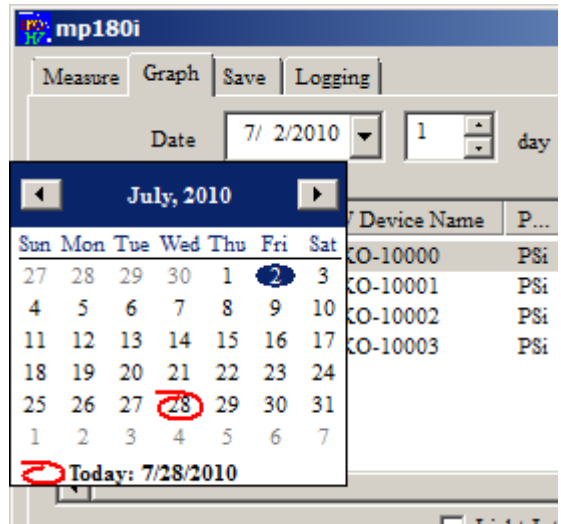 mp180i
Measure Graph Save Logging
Date 7/ 2/2010 1 day
July, 2010
Device Name P...
Sun Mon Tue Wed Thu Fri Sat
KO-10000 PSi
27 28 29 30 1 2 3
KO-10001 PSi
4 5 6 7 8 9 10
KO-10002 PSi
11 12 13 14 15 16 17
KO-10003 PSi
18 19 20 21 22 23 24
25 26 27 28 29 30 31
1 2 3 4 5 6 7
Today: 7/28/2010